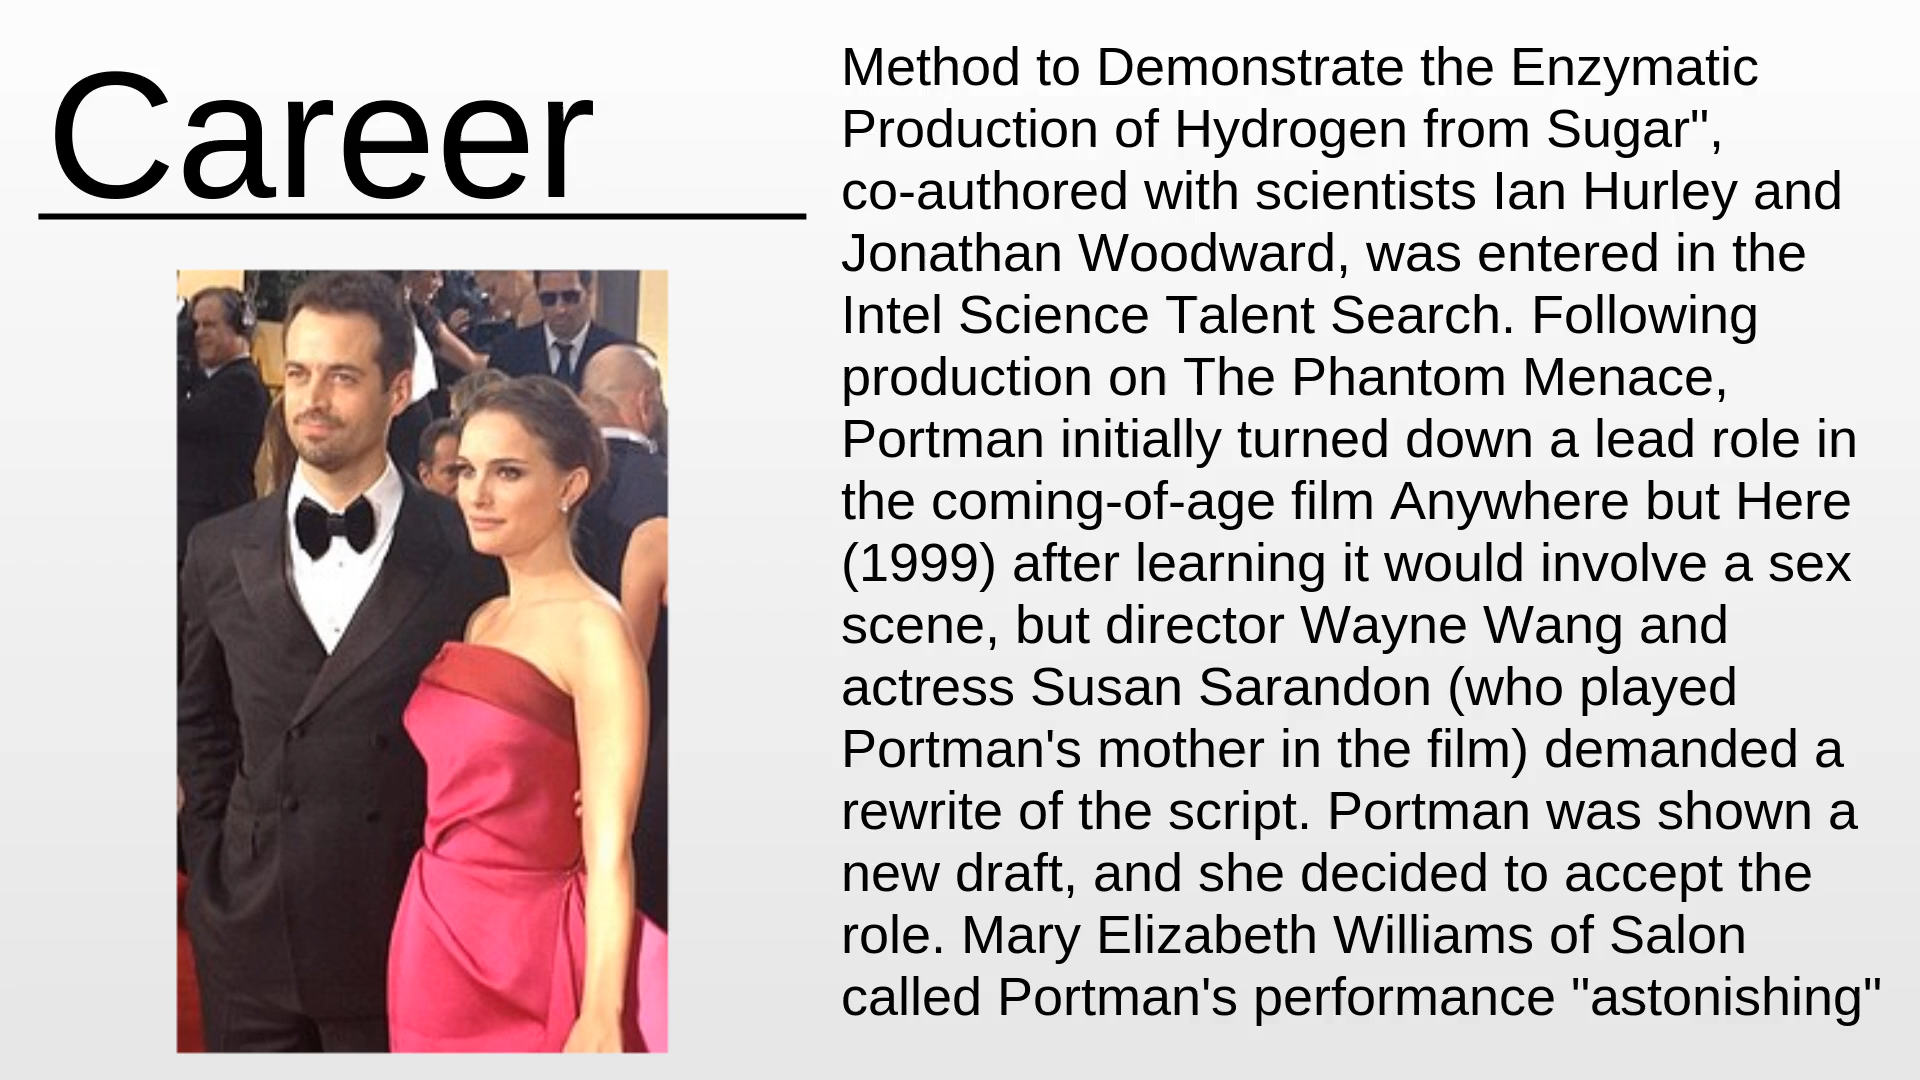 Career
Method to Demonstrate the Enzymatic
Production of Hydrogen from Sugar",
co-authored with scientists Ian Hurley and
Jonathan Woodward, was entered in the
Intel Science Talent Search. Following
production on The Phantom Menace,
Portman initially turned down a lead role in
the coming-of-age film Anywhere but Here
(1999) after learning it would involve a sex
scene, but director Wayne Wang and
actress Susan Sarandon (who played
Portman's mother in the film) demanded a
rewrite of the script. Portman was shown a
new draft, and she decided to accept the
role. Mary Elizabeth Williams of Salon
called Portman's performance "astonishing"